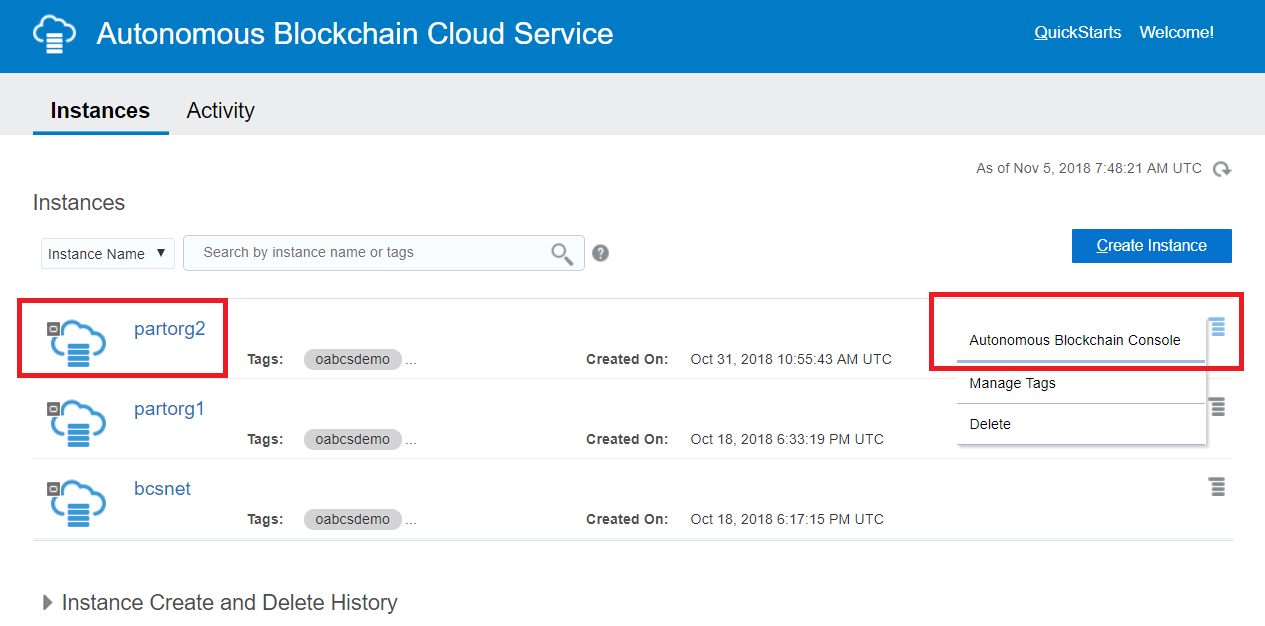 Autonomous Blockchain Cloud Service
QuickStarts Welcome!
Instances Activity
As of Nov 5, 2018 7:48:21 AM UTC
Instances
Instance Name ▼ Search by instance name or tags ?
Create Instance
partorg2
Tags: oabcsdemo ... Created On: Oct 31, 2018 10:55:43 AM UTC
Autonomous Blockchain Console
Manage Tags
Delete
partorg1
Tags: oabcsdemo ... Created On: Oct 18, 2018 6:33:19 PM UTC
bcsnet
Tags: oabcsdemo ... Created On: Oct 18, 2018 6:17:15 PM UTC
Instance Create and Delete History